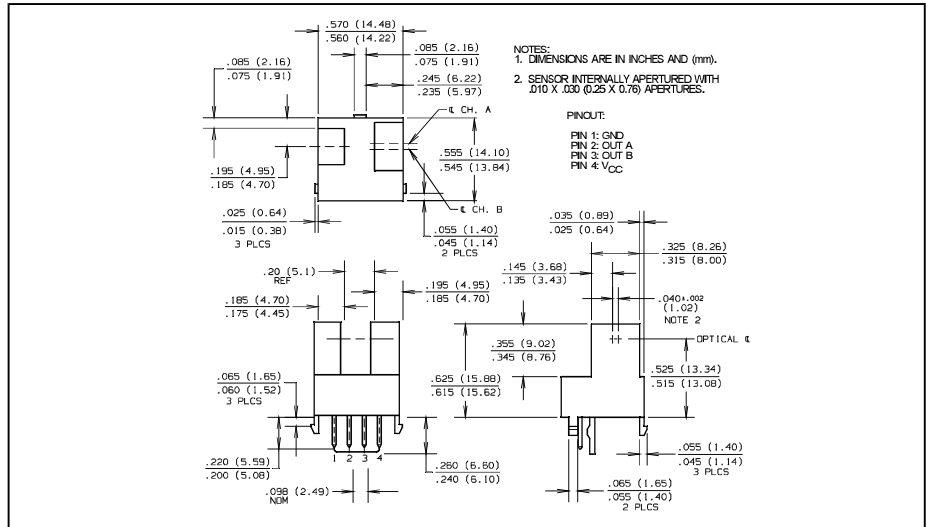 .570 (14.48)
.560 (14.22)
.085 (2.16)
.075 (1.91)
.085 (2.16)
.075 (1.91)
.245 (6.22)
.235 (5.97)
NOTES:
1. DIMENSIONS ARE IN INCHES AND (mm).
2. SENSOR INTERNALLY APERTURED WITH
.010 X .030 (0.25 X 0.76) APERTURES.
PINOUT:
PIN 1: GND
PIN 2: OUT A
PIN 3: OUT B
PIN 4: VCC
℄ CH. A
.555 (14.10)
.545 (13.84)
.195 (4.95)
.185 (4.70)
℄ CH. B
.025 (0.64)
.015 (0.38)
3 PLCS
.055 (1.40)
.045 (1.14)
2 PLCS
.035 (0.89)
.025 (0.64)
.325 (8.26)
.315 (8.00)
.20 (5.1)
REF
.195 (4.95)
.185 (4.70)
.145 (3.68)
.135 (3.43)
.185 (4.70)
.175 (4.45)
.040±.002
(1.02)
NOTE 2
OPTICAL ℄
.355 (9.02)
.345 (8.76)
.525 (13.34)
.515 (13.08)
.625 (15.88)
.615 (15.62)
.065 (1.65)
.060 (1.52)
3 PLCS
1 2 3 4
.220 (5.59)
.200 (5.08)
.260 (6.60)
.240 (6.10)
.055 (1.40)
.045 (1.14)
3 PLCS
.098 (2.49)
NOM
.065 (1.65)
.055 (1.40)
2 PLCS